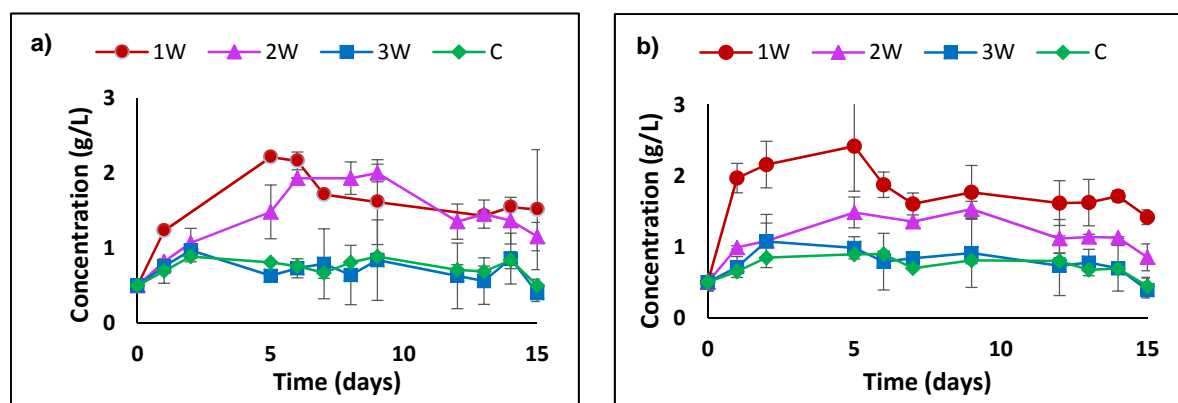 a)
1W 2W 3W C
Concentration (g/L)
3
2
1
0
0 5 10 15
Time (days)
b)
1W 2W 3W C
Concentration (g/L)
3
2
1
0
0 5 10 15
Time (days)